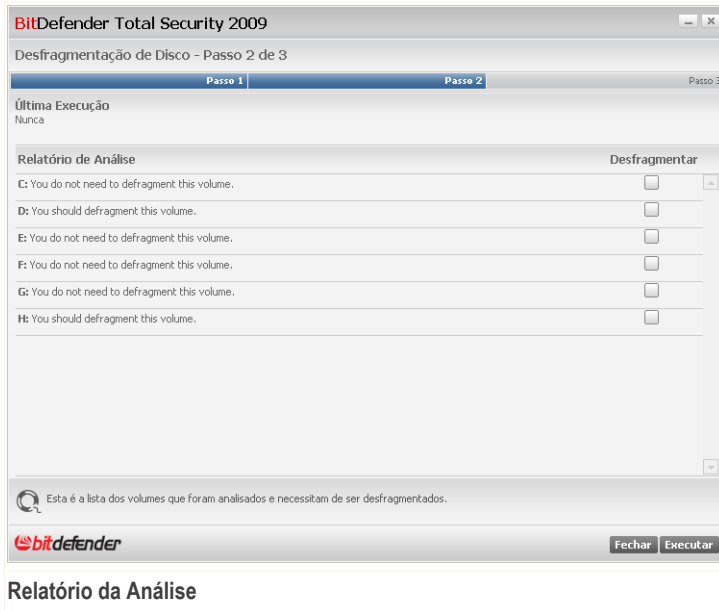 BitDefender Total Security 2009
Desfragmentação de Disco - Passo 2 de 3
Passo 1 Passo 2 Passo 3
Última Execução
Nunca
Relatório de Análise Desfragmentar
C: You do not need to defragment this volume.
D: You should defragment this volume.
E: You do not need to defragment this volume.
F: You do not need to defragment this volume.
G: You do not need to defragment this volume.
H: You should defragment this volume.
Esta é a lista dos volumes que foram analisados e necessitam de ser desfragmentados.
bitdefender Fechar Executar
Relatório da Análise